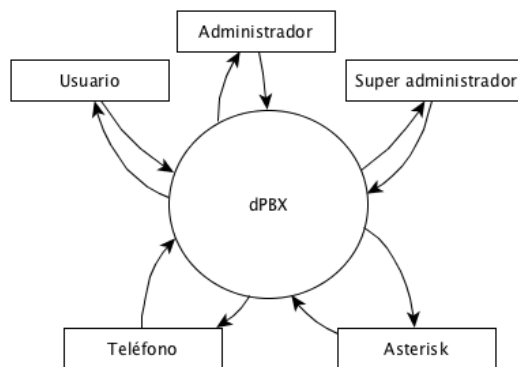 Administrador
Usuario
Super administrador
dPBX
Teléfono
Asterisk